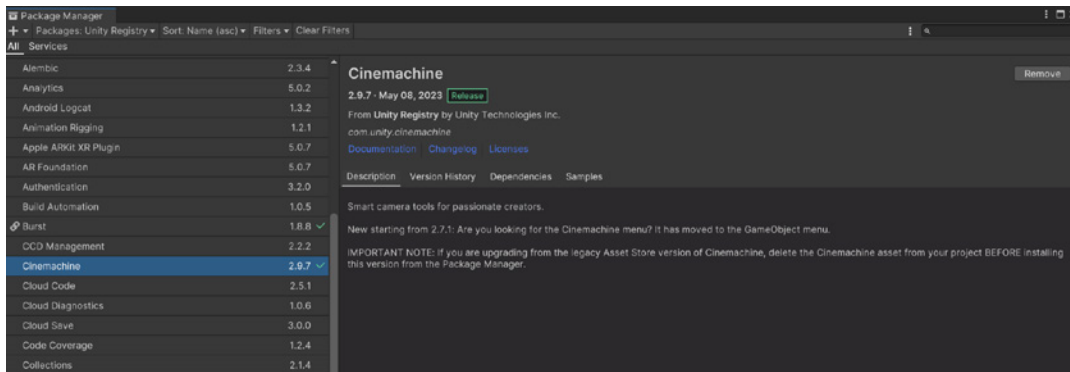 Package Manager
+ Packages: Unity Registry Sort: Name (asc) Filters Clear Filters
All Services
Alembic 2.3.4
Analytics 5.0.2
Android Logcat 1.3.2
Animation Rigging 1.2.1
Apple ARKit XR Plugin 5.0.7
AR Foundation 5.0.7
Authentication 3.2.0
Build Automation 1.0.5
Burst 1.8.8
CCD Management 2.2.2
Cinemachine 2.9.7
Cloud Code 2.5.1
Cloud Diagnostics 1.0.6
Cloud Save 3.0.0
Code Coverage 1.2.4
Collections 2.1.4
Cinemachine
Remove
2.9.7 · May 08, 2023 Release
From Unity Registry by Unity Technologies Inc.
com.unity.cinemachine
Documentation Changelog Licenses
Description Version History Dependencies Samples
Smart camera tools for passionate creators.
New starting from 2.7.1: Are you looking for the Cinemachine menu? It has moved to the GameObject menu.
IMPORTANT NOTE: If you are upgrading from the legacy Asset Store version of Cinemachine, delete the Cinemachine asset from your project BEFORE installing
this version from the Package Manager.